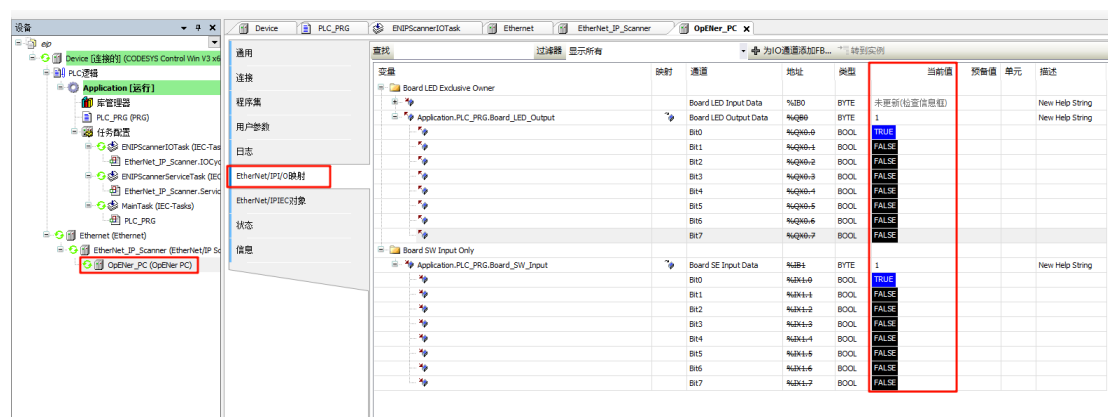 设备
Device
PLC_PRG
ENIPScannerIOTask
Ethernet
EtherNet_IP_Scanner
OpENer_PC
eip
Device [连接的] (CODESYS Control Win V3 x6
PLC逻辑
Application [运行]
库管理器
PLC_PRG (PRG)
任务配置
ENIPScannerIOTask (IEC-Tas
EtherNet_IP_Scanner.IOCyc
ENIPScannerServiceTask (IEC
EtherNet_IP_Scanner.Servic
MainTask (IEC-Tasks)
PLC_PRG
Ethernet (Ethernet)
EtherNet_IP_Scanner (EtherNet/IP Sc
OpENer_PC (OpENer PC)
通用
连接
程序集
用户参数
日志
EtherNet/IPI/O映射
EtherNet/IPIEC对象
状态
信息
查找 过滤器 显示所有 为IO通道添加FB... 转到实例
变量 映射 通道 地址 类型 当前值 预备值 单元 描述
Board LED Exclusive Owner
Board LED Input Data %IB0 BYTE 未更新(检查信息框) New Help String
Application.PLC_PRG.Board_LED_Output Board LED Output Data %QB0 BYTE 1 New Help String
Bit0 %QX0.0 BOOL TRUE
Bit1 %QX0.1 BOOL FALSE
Bit2 %QX0.2 BOOL FALSE
Bit3 %QX0.3 BOOL FALSE
Bit4 %QX0.4 BOOL FALSE
Bit5 %QX0.5 BOOL FALSE
Bit6 %QX0.6 BOOL FALSE
Bit7 %QX0.7 BOOL FALSE
Board SW Input Only
Application.PLC_PRG.Board_SW_Input Board SE Input Data %IB1 BYTE 1 New Help String
Bit0 %IX1.0 BOOL TRUE
Bit1 %IX1.1 BOOL FALSE
Bit2 %IX1.2 BOOL FALSE
Bit3 %IX1.3 BOOL FALSE
Bit4 %IX1.4 BOOL FALSE
Bit5 %IX1.5 BOOL FALSE
Bit6 %IX1.6 BOOL FALSE
Bit7 %IX1.7 BOOL FALSE